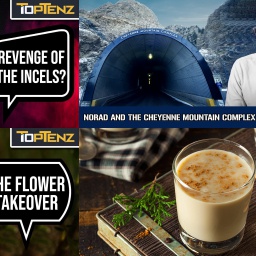 TOPTENZ
REVENGE OF
THE INCELS?
NORAD AND THE CHEYENNE MOUNTAIN COMPLEX
TOPTENZ
THE FLOWER
TAKEOVER